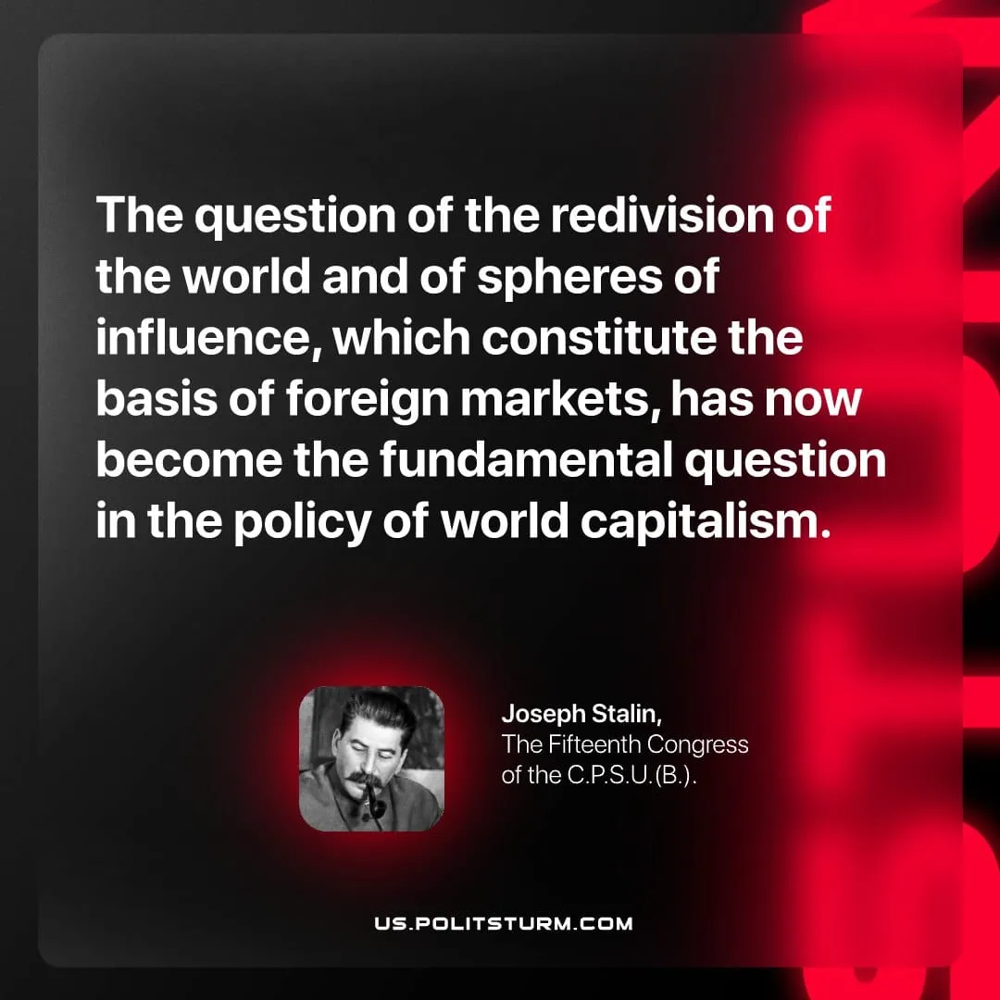 The question of the redivision of
the world and of spheres of
influence, which constitute the
basis of foreign markets, has now
become the fundamental question
in the policy of world capitalism.
Joseph Stalin,
The Fifteenth Congress
of the C.P.S.U.(B.).
US.POLITSTURM.COM